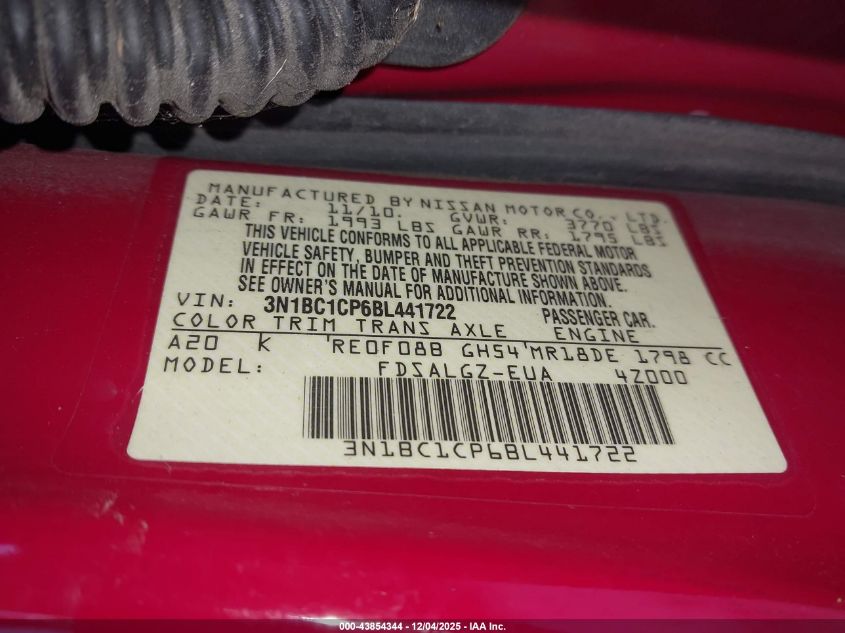 MANUFACTURED BY NISSAN MOTOR CO., LTD.
DATE: 11/10. GVWR: 3770 LBS
GAWR FR: 1993 LBS GAWR RR: 1795 LBS
THIS VEHICLE CONFORMS TO ALL APPLICABLE FEDERAL MOTOR
VEHICLE SAFETY, BUMPER AND THEFT PREVENTION STANDARDS
IN EFFECT ON THE DATE OF MANUFACTURE SHOWN ABOVE.
SEE OWNER'S MANUAL FOR ADDITIONAL INFORMATION.
VIN: 3N1BC1CP6BL441722 PASSENGER CAR.
COLOR TRIM TRANS AXLE ENGINE
A20 K RE0F08B GH54 MR18DE 1798 CC
MODEL: FDSALGZ-EUA 4Z000
3N1BC1CP6BL441722
000-43854344 - 12/04/2025 - IAA Inc.